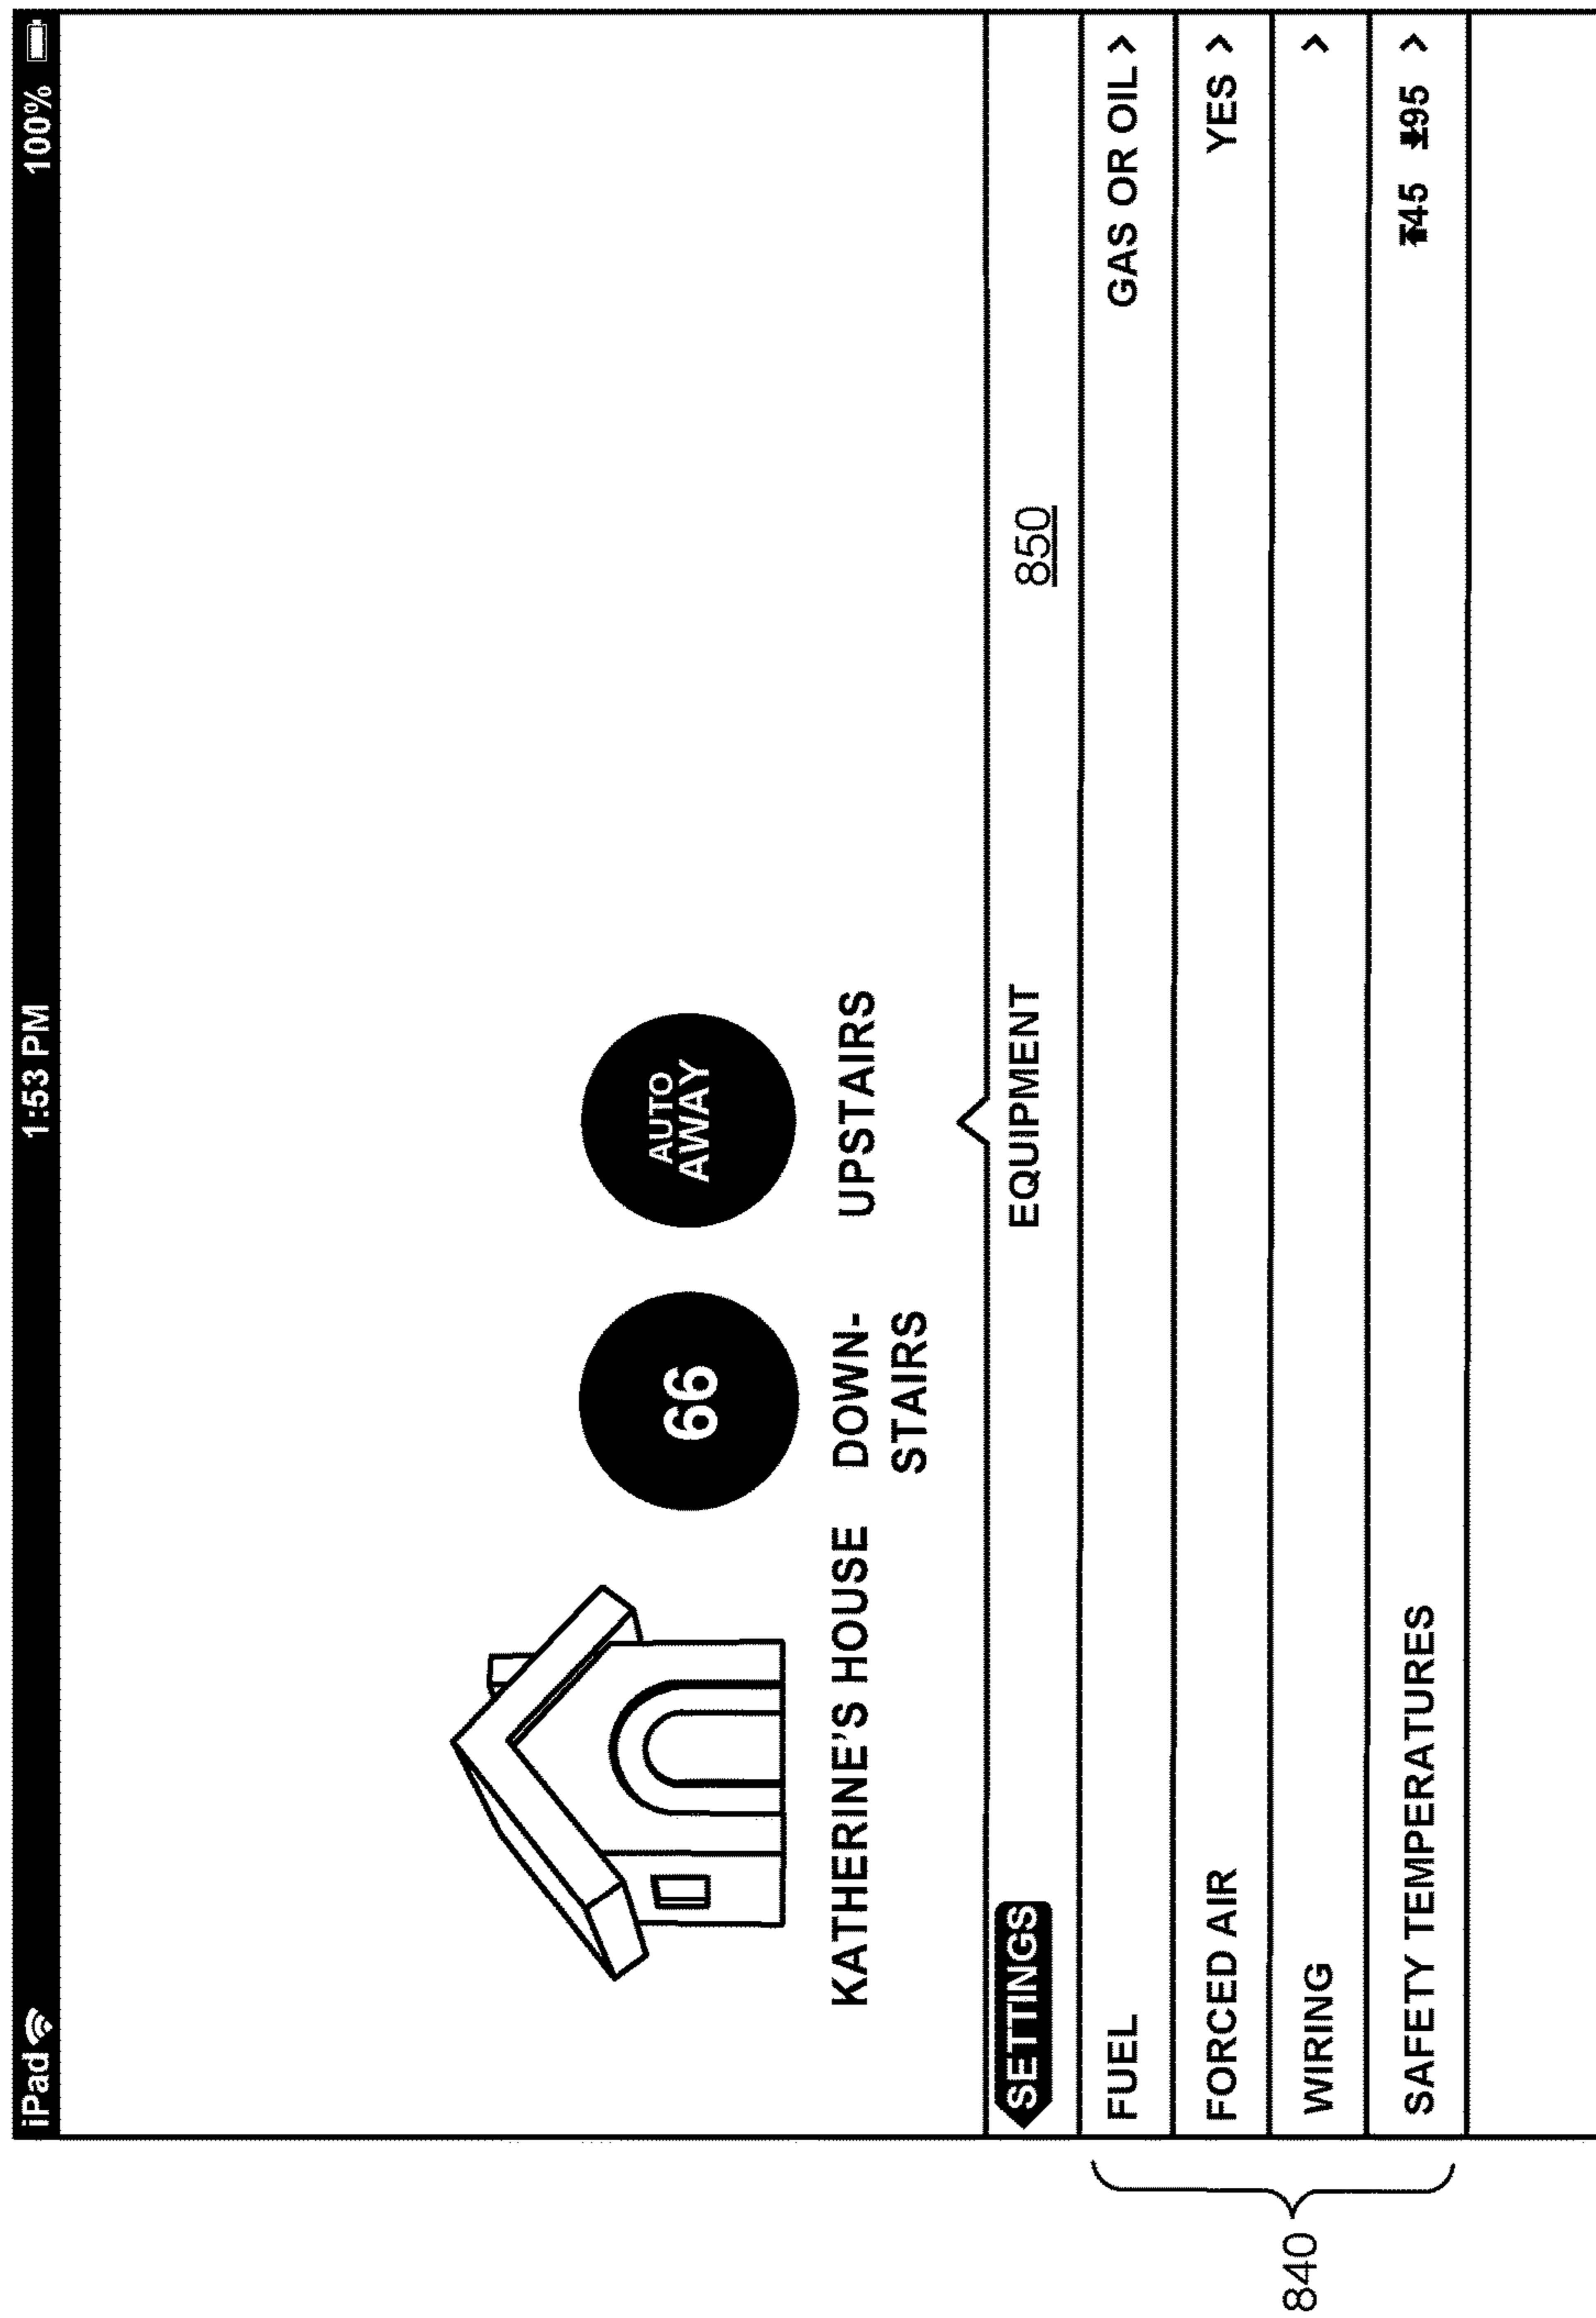 iPad 1:53 PM 100%
66
AUTO
AWAY
KATHERINE'S HOUSE DOWN-
STAIRS
UPSTAIRS
SETTINGS EQUIPMENT 850
FUEL GAS OR OIL >
FORCED AIR YES >
WIRING >
SAFETY TEMPERATURES 45 95 >
840